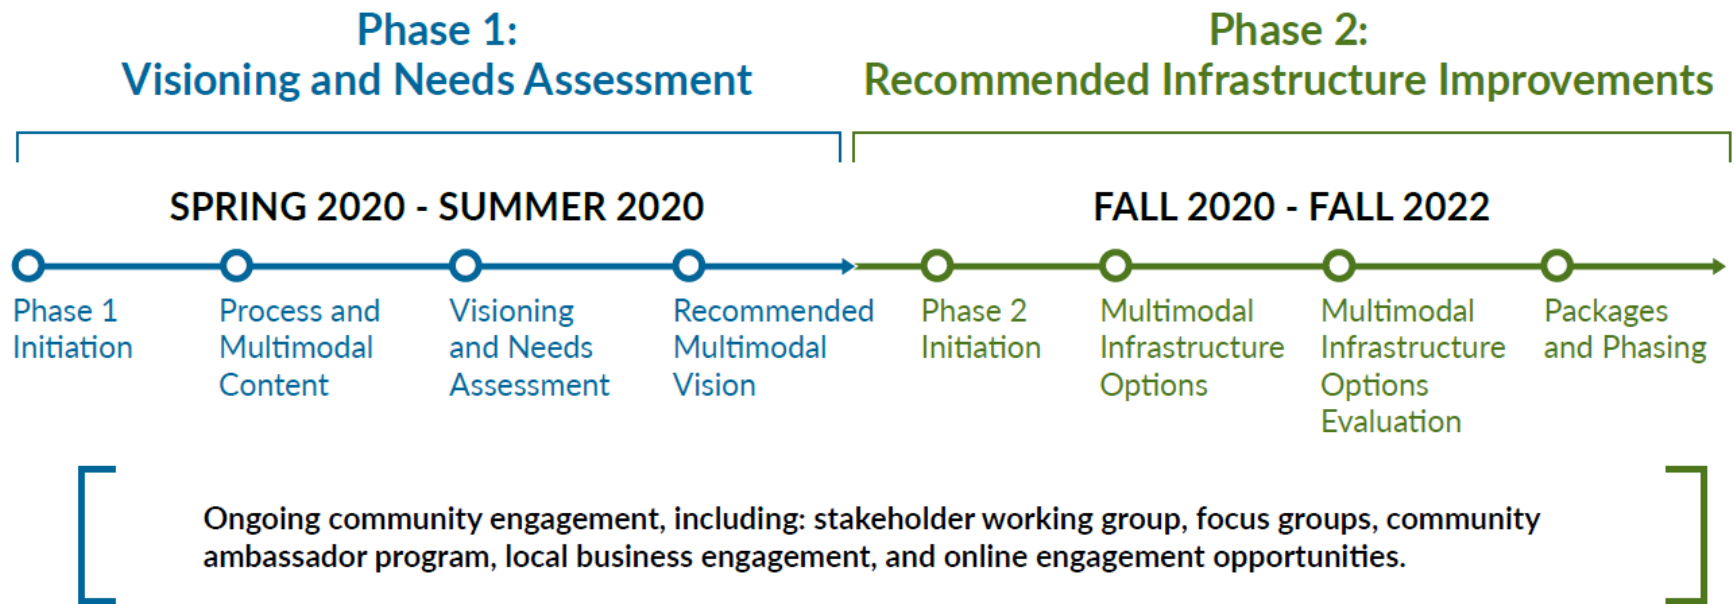 Phase 1:
Visioning and Needs Assessment
Phase 2:
Recommended Infrastructure Improvements
SPRING 2020 - SUMMER 2020
FALL 2020 - FALL 2022
Phase 1
Initiation
Process and
Multimodal
Content
Visioning
and Needs
Assessment
Recommended
Multimodal
Vision
Phase 2
Initiation
Multimodal
Infrastructure
Options
Multimodal
Infrastructure
Options
Evaluation
Packages
and Phasing
Ongoing community engagement, including: stakeholder working group, focus groups, community
ambassador program, local business engagement, and online engagement opportunities.